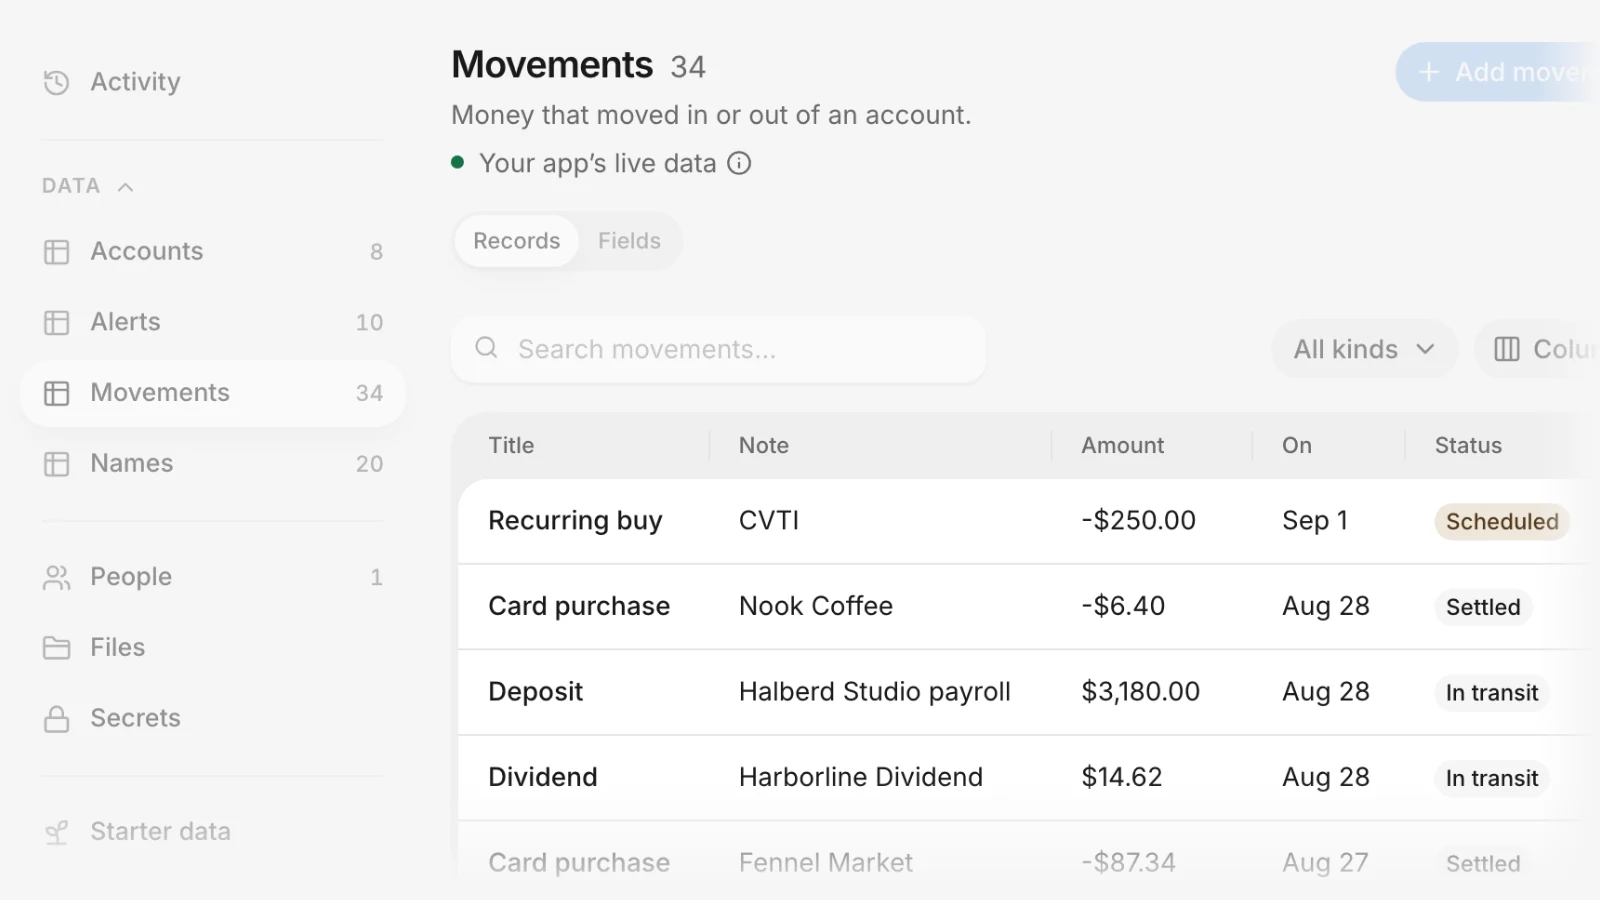 Activity
DATA
Accounts 8
Alerts 10
Movements 34
Names 20
People 1
Files
Secrets
Starter data
Movements 34
Money that moved in or out of an account.
Your app’s live data
Records Fields
Search movements...
All kinds
Add
Title Note Amount On Status
Recurring buy CVTI -$250.00 Sep 1 Scheduled
Card purchase Nook Coffee -$6.40 Aug 28 Settled
Deposit Halberd Studio payroll $3,180.00 Aug 28 In transit
Dividend Harborline Dividend $14.62 Aug 28 In transit
Card purchase Fennel Market -$87.34 Aug 27 Settled